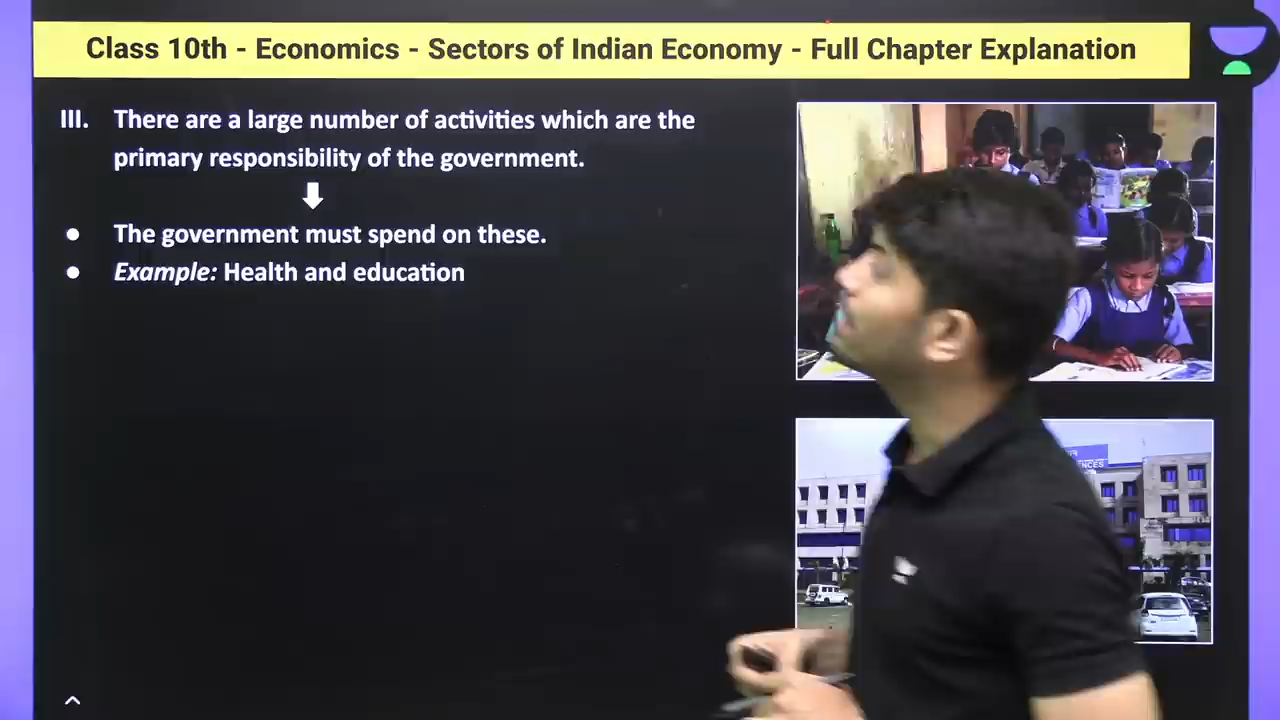 Class 10th - Economics - Sectors of Indian Economy - Full Chapter Explanation
III. There are a large number of activities which are the
primary responsibility of the government.
● The government must spend on these.
● Example: Health and education
ENCES